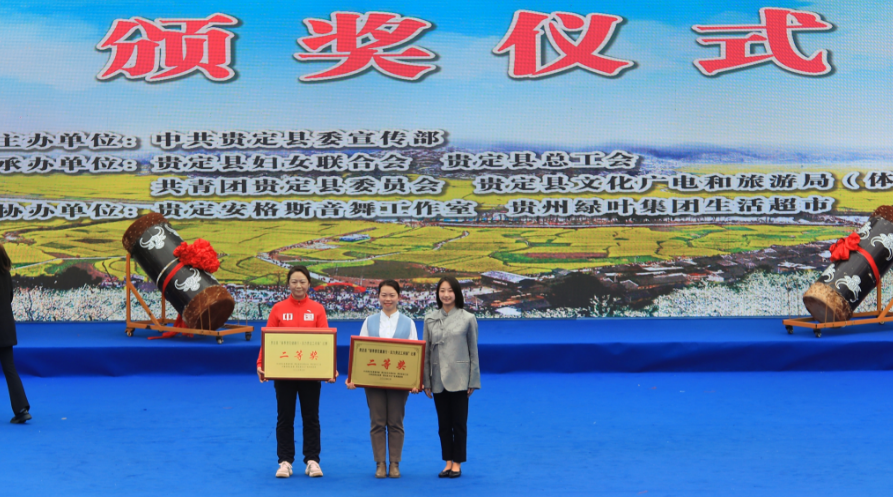 颁奖仪式
主办单位：中共贵定县委宣传部
承办单位：贵定县妇女联合会 贵定县总工会
共青团贵定县委员会 贵定县文化广电和旅游局（体
协办单位：贵定安格斯音舞工作室 贵州绿叶集团生活超市
二等奖
二等奖